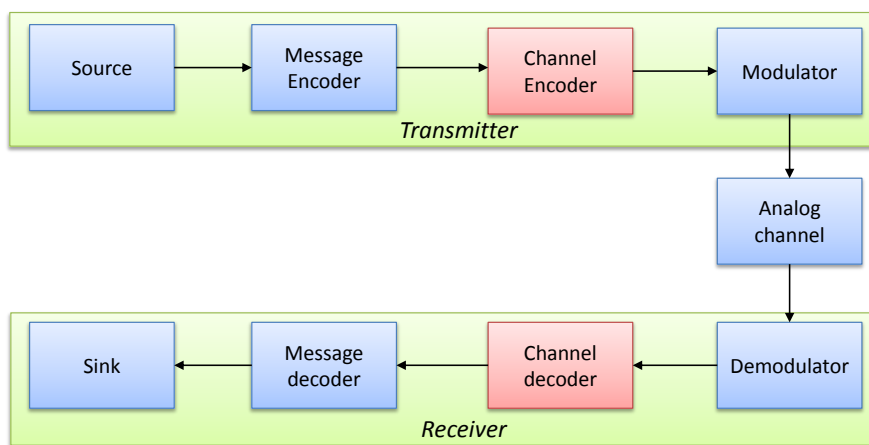 Source
Message
Encoder
Channel
Encoder
Modulator
Transmitter
Analog
channel
Sink
Message
decoder
Channel
decoder
Demodulator
Receiver